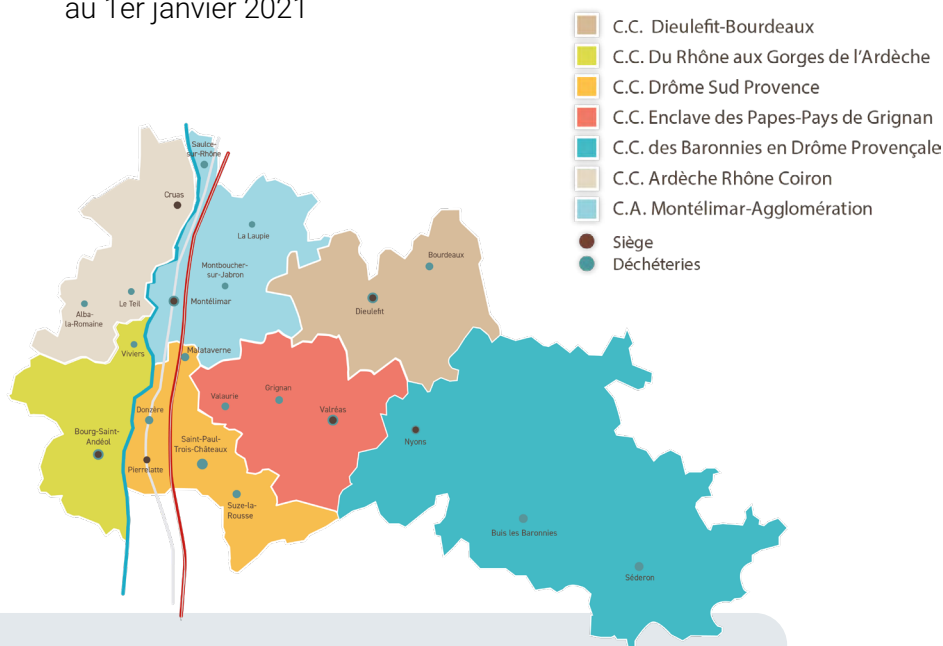 au 1er janvier 2021
C.C. Dieulefit-Bourdeaux
C.C. Du Rhône aux Gorges de l'Ardèche
C.C. Drôme Sud Provence
C.C. Enclave des Papes-Pays de Grignan
C.C. des Baronnies en Drôme Provençale
C.C. Ardèche Rhône Coiron
C.A. Montélimar-Agglomération
Siège
Déchéteries
Saulce-
sur-Rhône
Cruas
La Laupie
Bourdeaux
Montboucher-
sur-Jabron
Le Teil
Montélimar
Dieulefit
Alba-
la-Romaine
Viviers
Malataverne
Grignan
Valaurie
Donzère
Valréas
Bourg-Saint-
Andéol
Saint-Paul-
Trois-Châteaux
Nyons
Pierrelatte
Suze-la-
Rousse
Buis les Baronnies
Séderon